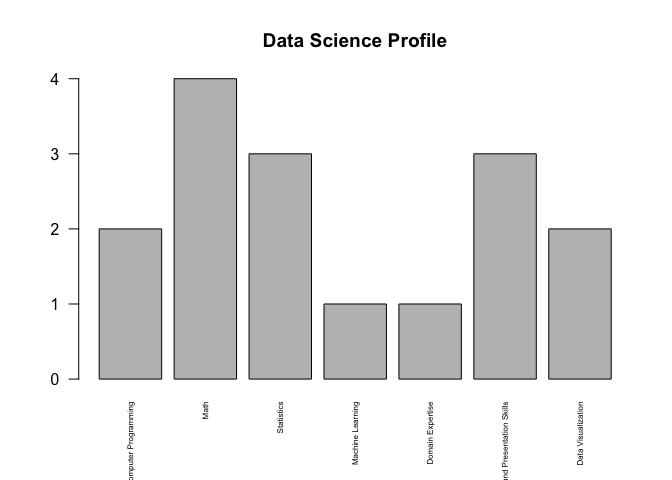 Data Science Profile
4
3
2
1
0
omputer Programming
Math
Statistics
Machine Learning
Domain Expertise
nd Presentation Skills
Data Visualization